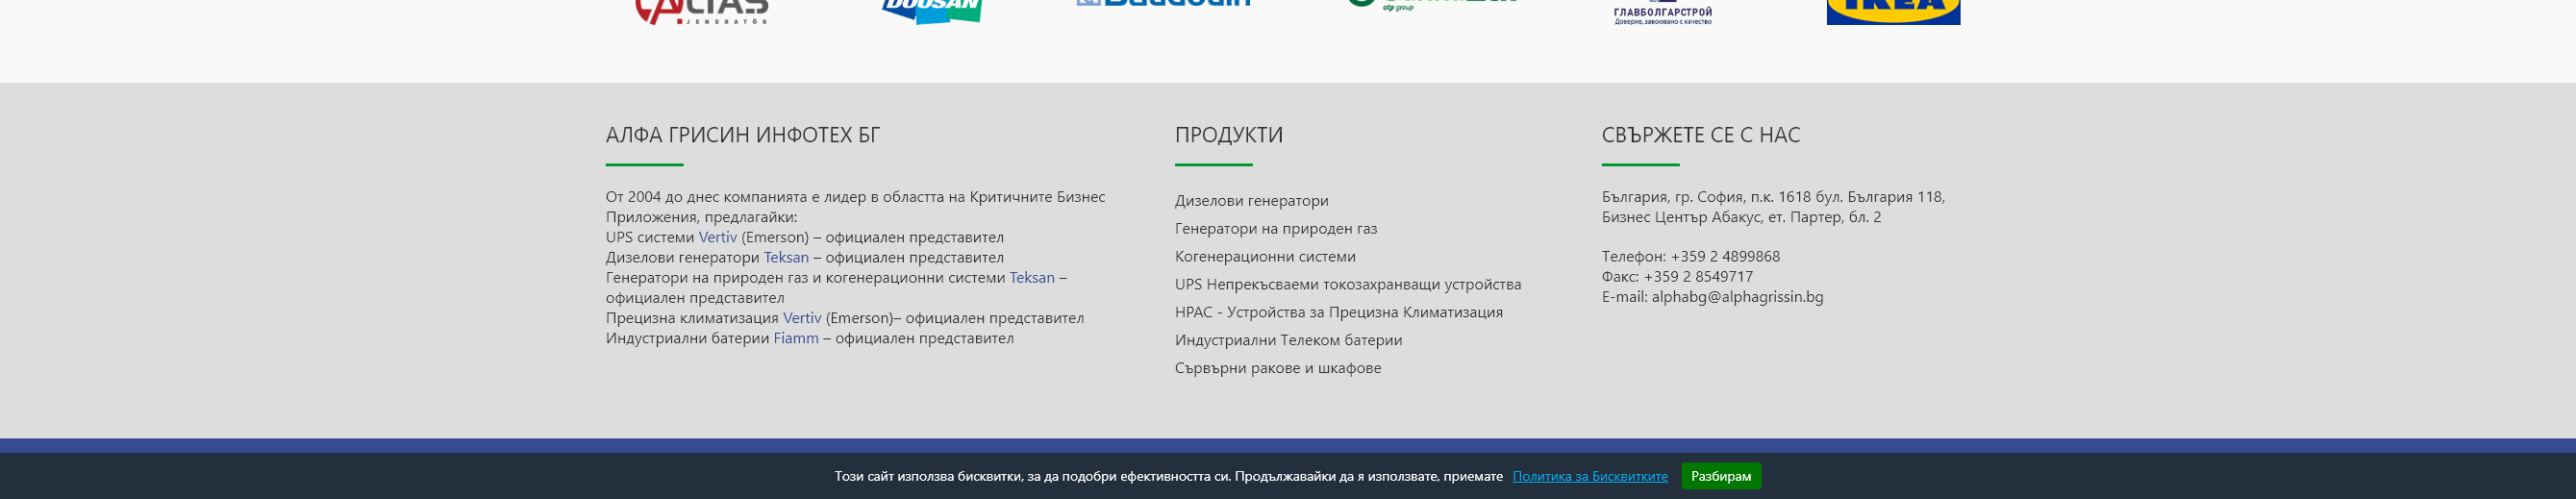 JENERATÖR
DOOSAN
otp group
ГЛАВБОЛГАРСТРОЙ
Доверие, завоювано с качество
IKEA
АЛФА ГРИСИН ИНФОТЕХ БГ
От 2004 до днес компанията е лидер в областта на Критичните Бизнес
Приложения, предлагайки:
UPS системи Vertiv (Emerson) – официален представител
Дизелови генератори Teksan – официален представител
Генератори на природен газ и когенерационни системи Teksan –
официален представител
Прецизна климатизация Vertiv (Emerson)– официален представител
Индустриални батерии Fiamm – официален представител
ПРОДУКТИ
Дизелови генератори
Генератори на природен газ
Когенерационни системи
UPS Непрекъсваеми токозахранващи устройства
HPAC - Устройства за Прецизна Климатизация
Индустриални Телеком батерии
Сървърни ракове и шкафове
СВЪРЖЕТЕ СЕ С НАС
България, гр. София, п.к. 1618 бул. България 118,
Бизнес Център Абакус, ет. Партер, бл. 2
Телефон: +359 2 4899868
Факс: +359 2 8549717
E-mail: alphabg@alphagrissin.bg
Този сайт използва бисквитки, за да подобри ефективността си. Продължавайки да я използвате, приемате Политика за Бисквитките Разбирам